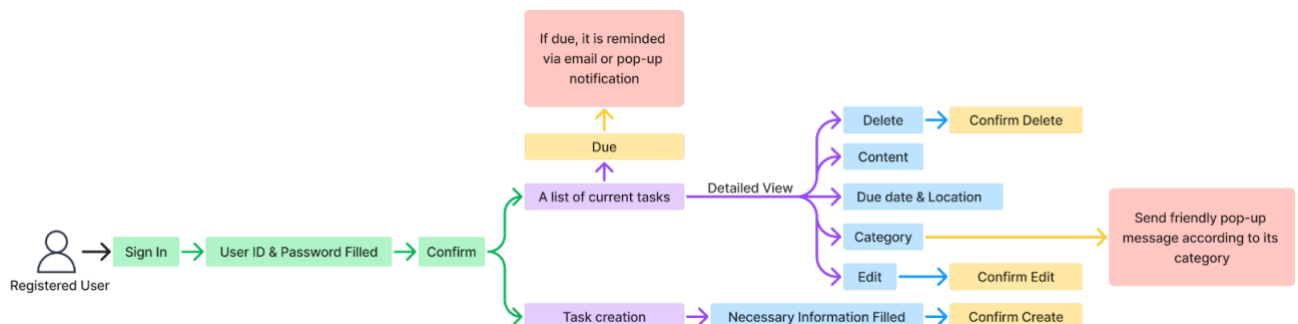 If due, it is reminded
via email or pop-up
notification
Due
A list of current tasks
Detailed View
Delete
Confirm Delete
Content
Due date & Location
Category
Send friendly pop-up
message according to its
category
Edit
Confirm Edit
Registered User
Sign In
User ID & Password Filled
Confirm
Task creation
Necessary Information Filled
Confirm Create